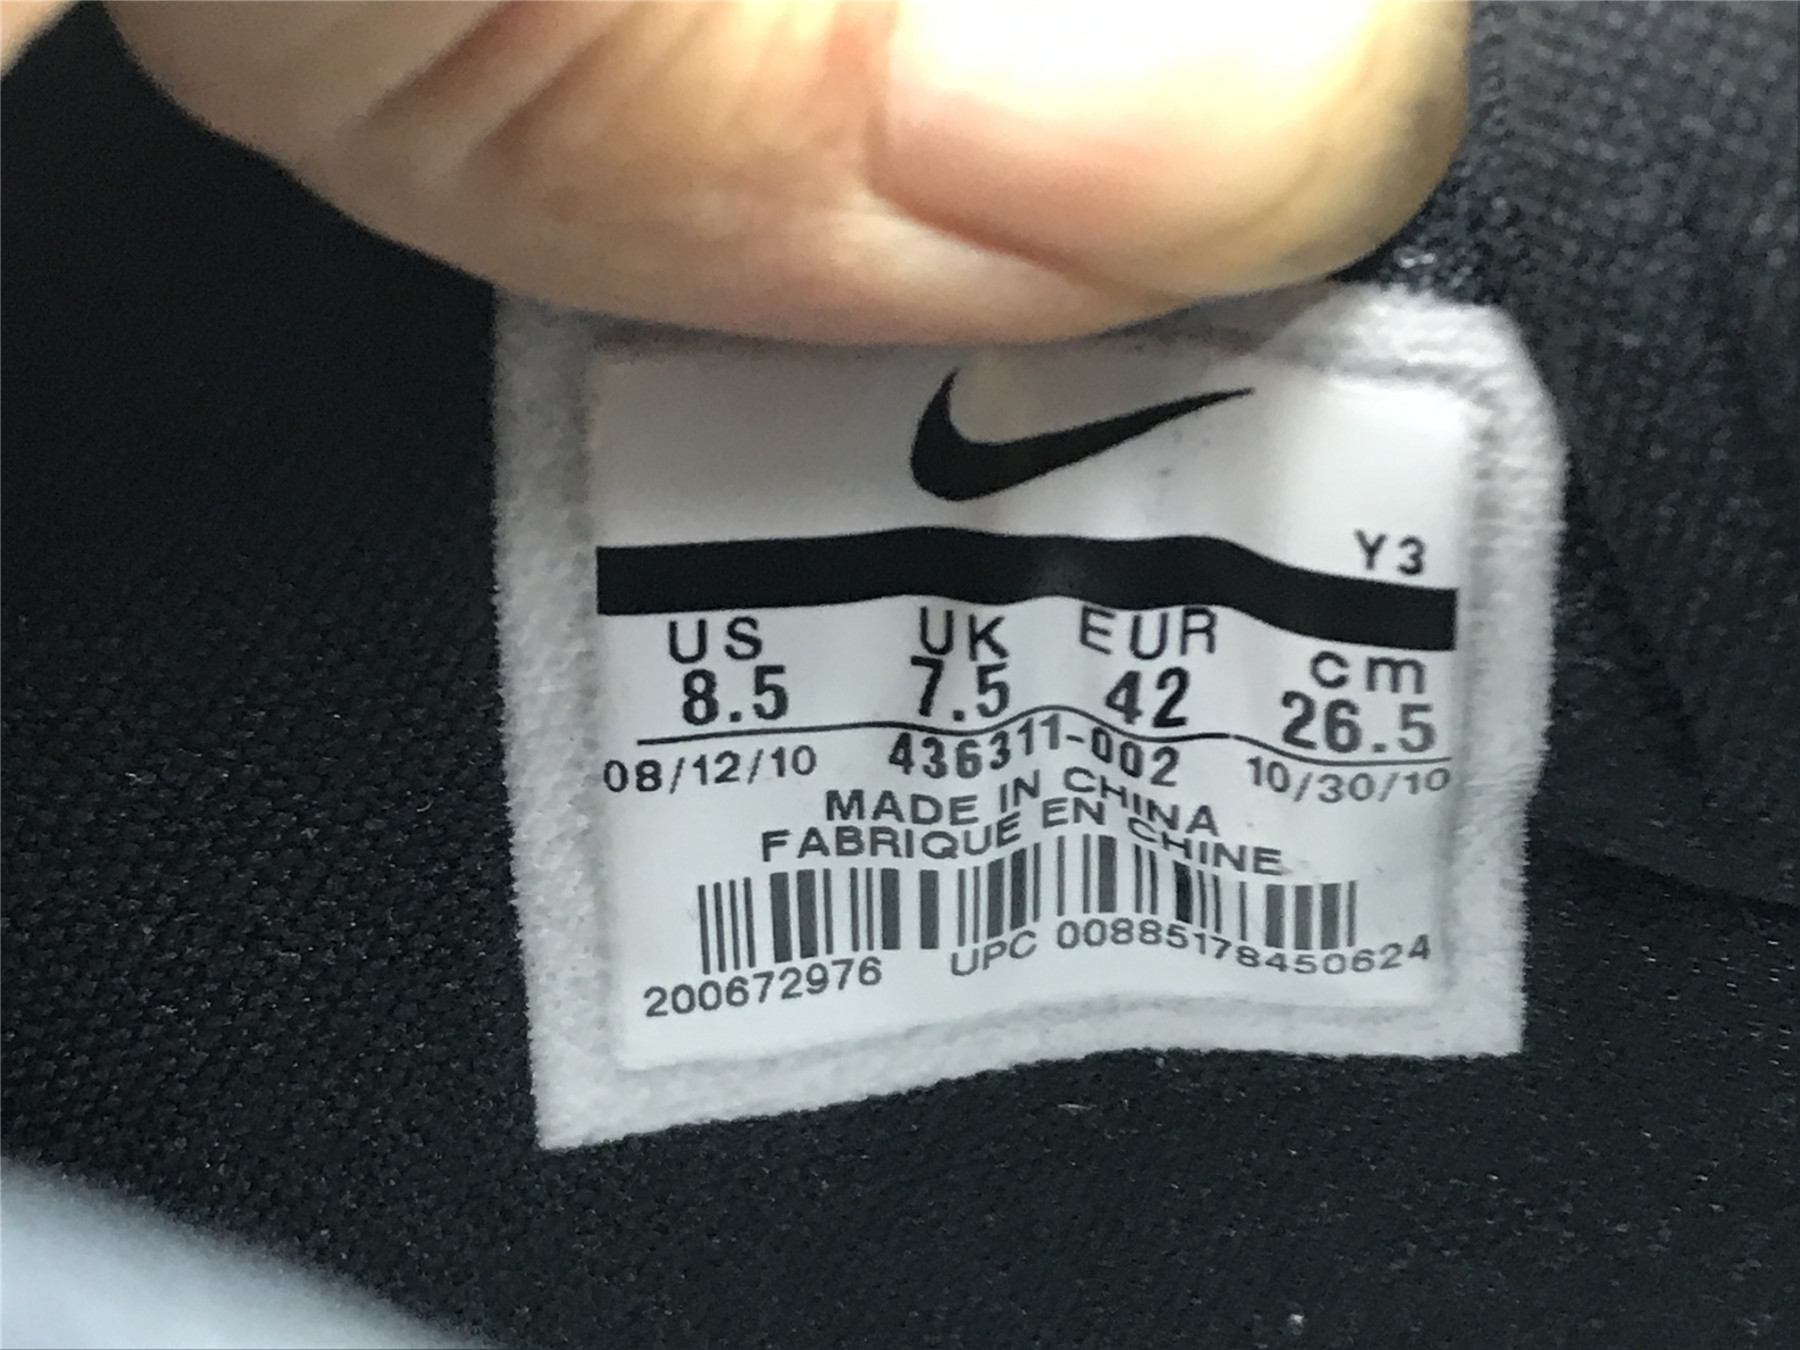 Y3
US UK EUR cm
8.5 7.5 42 26.5
08/12/10 436311-002 10/30/10
MADE IN CHINA
FABRIQUE EN CHINE
200672976 UPC 00885178450624